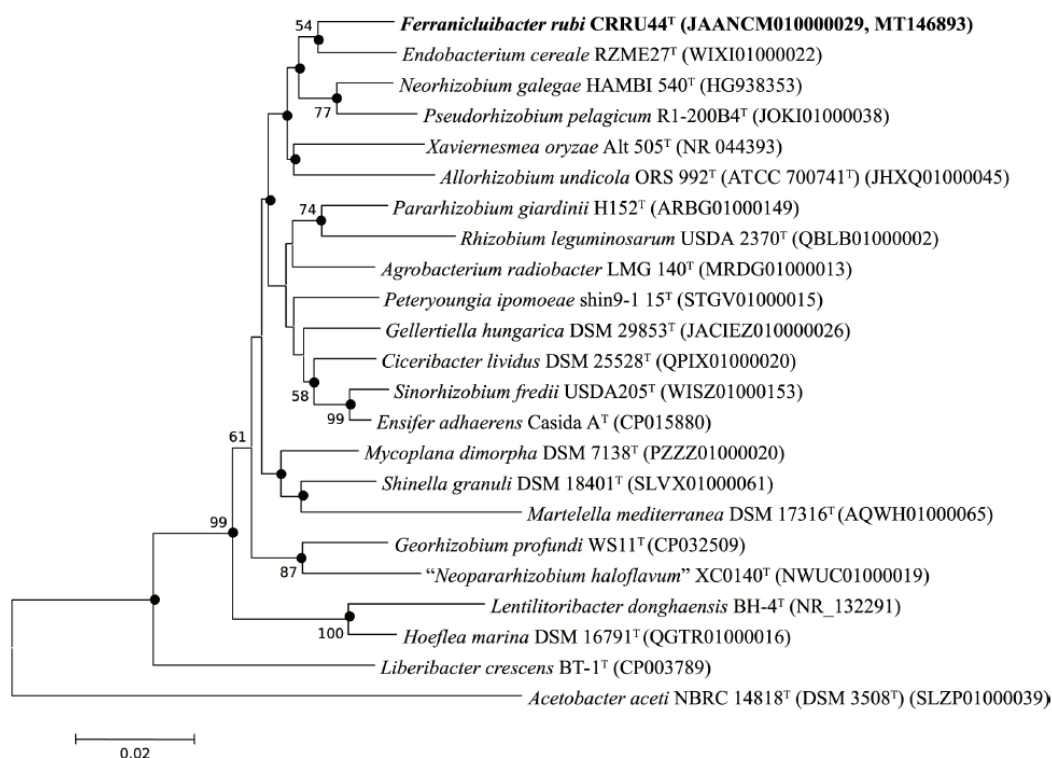 54
Ferranicluibacter rubi CRRU44ᵀ (JAANCM010000029, MT146893)
Endobacterium cereale RZME27ᵀ (WIXI01000022)
Neorhizobium galegae HAMBI 540ᵀ (HG938353)
77
Pseudorhizobium pelagicum R1-200B4ᵀ (JOKI01000038)
Xaviernesmea oryzae Alt 505ᵀ (NR 044393)
Allorhizobium undicola ORS 992ᵀ (ATCC 700741ᵀ) (JHXQ01000045)
74
Pararhizobium giardinii H152ᵀ (ARBG01000149)
Rhizobium leguminosarum USDA 2370ᵀ (QBLB01000002)
Agrobacterium radiobacter LMG 140ᵀ (MRDG01000013)
Peteryoungia ipomoeae shin9-1 15ᵀ (STGV01000015)
Gellertiella hungarica DSM 29853ᵀ (JACIEZ010000026)
Ciceribacter lividus DSM 25528ᵀ (QPIX01000020)
58
Sinorhizobium fredii USDA205ᵀ (WISZ01000153)
99
Ensifer adhaerens Casida Aᵀ (CP015880)
61
Mycoplana dimorpha DSM 7138ᵀ (PZZZ01000020)
Shinella granuli DSM 18401ᵀ (SLVX01000061)
Martelella mediterranea DSM 17316ᵀ (AQWH01000065)
99
Georhizobium profundi WS11ᵀ (CP032509)
87
“Neopararhizobium haloflavum” XC0140ᵀ (NWUC01000019)
Lentilitoribacter donghaensis BH-4ᵀ (NR_132291)
100
Hoeflea marina DSM 16791ᵀ (QGTR01000016)
Liberibacter crescens BT-1ᵀ (CP003789)
Acetobacter aceti NBRC 14818ᵀ (DSM 3508ᵀ) (SLZP01000039)
0.02